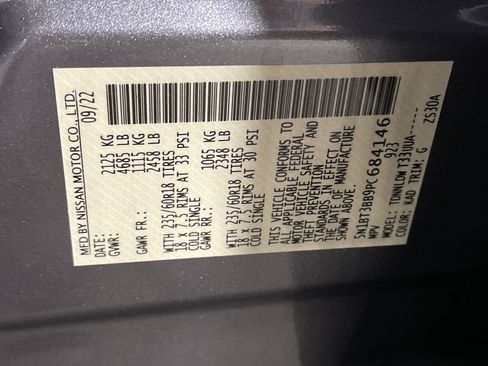 MFD BY NISSAN MOTOR CO., LTD.
DATE: 09/22
GVWR: 2125 KG
4685 LB
GAWR FR.: 1115 KG
2458 LB
WITH 235/60R18 TIRES
18 X 7.5 RIMS AT 33 PSI
COLD SINGLE
GAWR RR.: 1065 KG
2348 LB
WITH 235/60R18 TIRES
18 X 7.5 RIMS AT 30 PSI
COLD SINGLE
THIS VEHICLE CONFORMS TO
ALL APPLICABLE FEDERAL
MOTOR VEHICLE SAFETY AND
THEFT PREVENTION
STANDARDS IN EFFECT ON
THE DATE OF MANUFACTURE
SHOWN ABOVE.
5N1BT3BB9PC684146
MPV 923
MODEL: TONNLDW T33UUA-----
COLOR: KAD TRIM: G
ZS30A